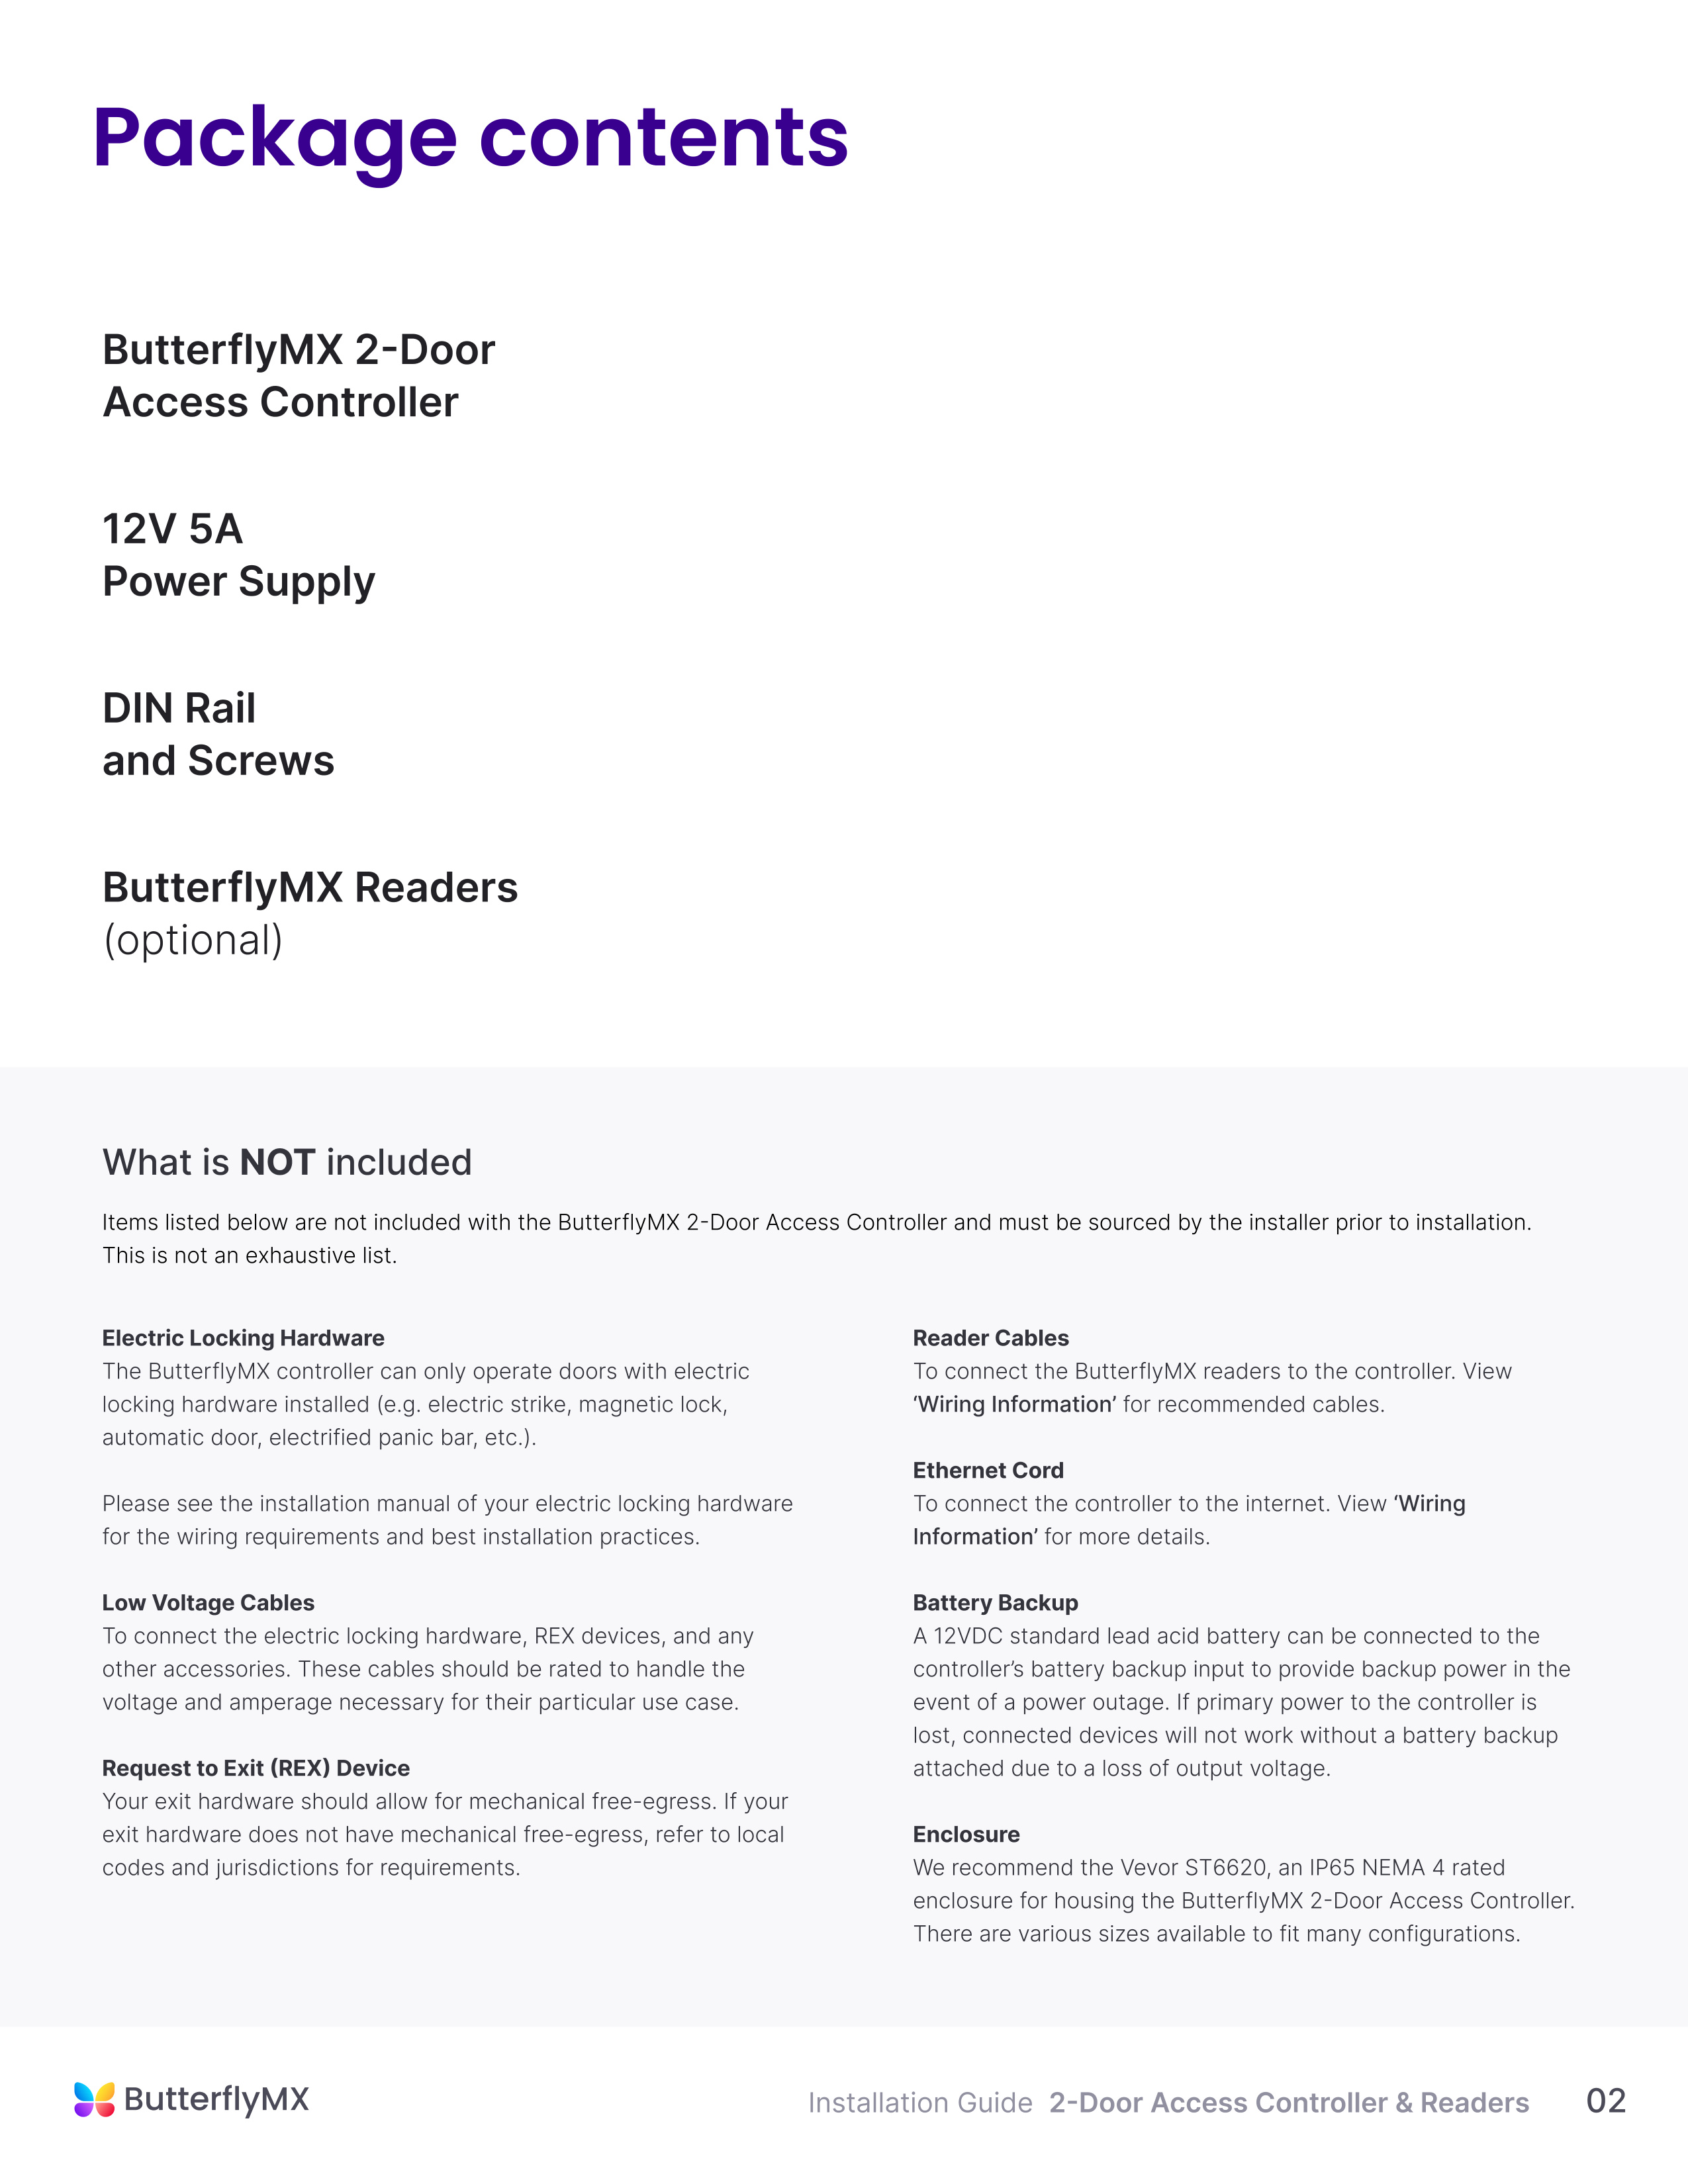 Package contents
ButterflyMX 2-Door
Access Controller
12V 5A
Power Supply
DIN Rail
and Screws
ButterflyMX Readers
(optional)
What is NOT included
Items listed below are not included with the ButterflyMX 2-Door Access Controller and must be sourced by the installer prior to installation.
This is not an exhaustive list.
Electric Locking Hardware
The ButterflyMX controller can only operate doors with electric
locking hardware installed (e.g. electric strike, magnetic lock,
automatic door, electrified panic bar, etc.).
Please see the installation manual of your electric locking hardware
for the wiring requirements and best installation practices.
Low Voltage Cables
To connect the electric locking hardware, REX devices, and any
other accessories. These cables should be rated to handle the
voltage and amperage necessary for their particular use case.
Request to Exit (REX) Device
Your exit hardware should allow for mechanical free-egress. If your
exit hardware does not have mechanical free-egress, refer to local
codes and jurisdictions for requirements.
Reader Cables
To connect the ButterflyMX readers to the controller. View
‘Wiring Information’ for recommended cables.
Ethernet Cord
To connect the controller to the internet. View ‘Wiring
Information’ for more details.
Battery Backup
A 12VDC standard lead acid battery can be connected to the
controller’s battery backup input to provide backup power in the
event of a power outage. If primary power to the controller is
lost, connected devices will not work without a battery backup
attached due to a loss of output voltage.
Enclosure
We recommend the Vevor ST6620, an IP65 NEMA 4 rated
enclosure for housing the ButterflyMX 2-Door Access Controller.
There are various sizes available to fit many configurations.
ButterflyMX
Installation Guide 2-Door Access Controller & Readers 02